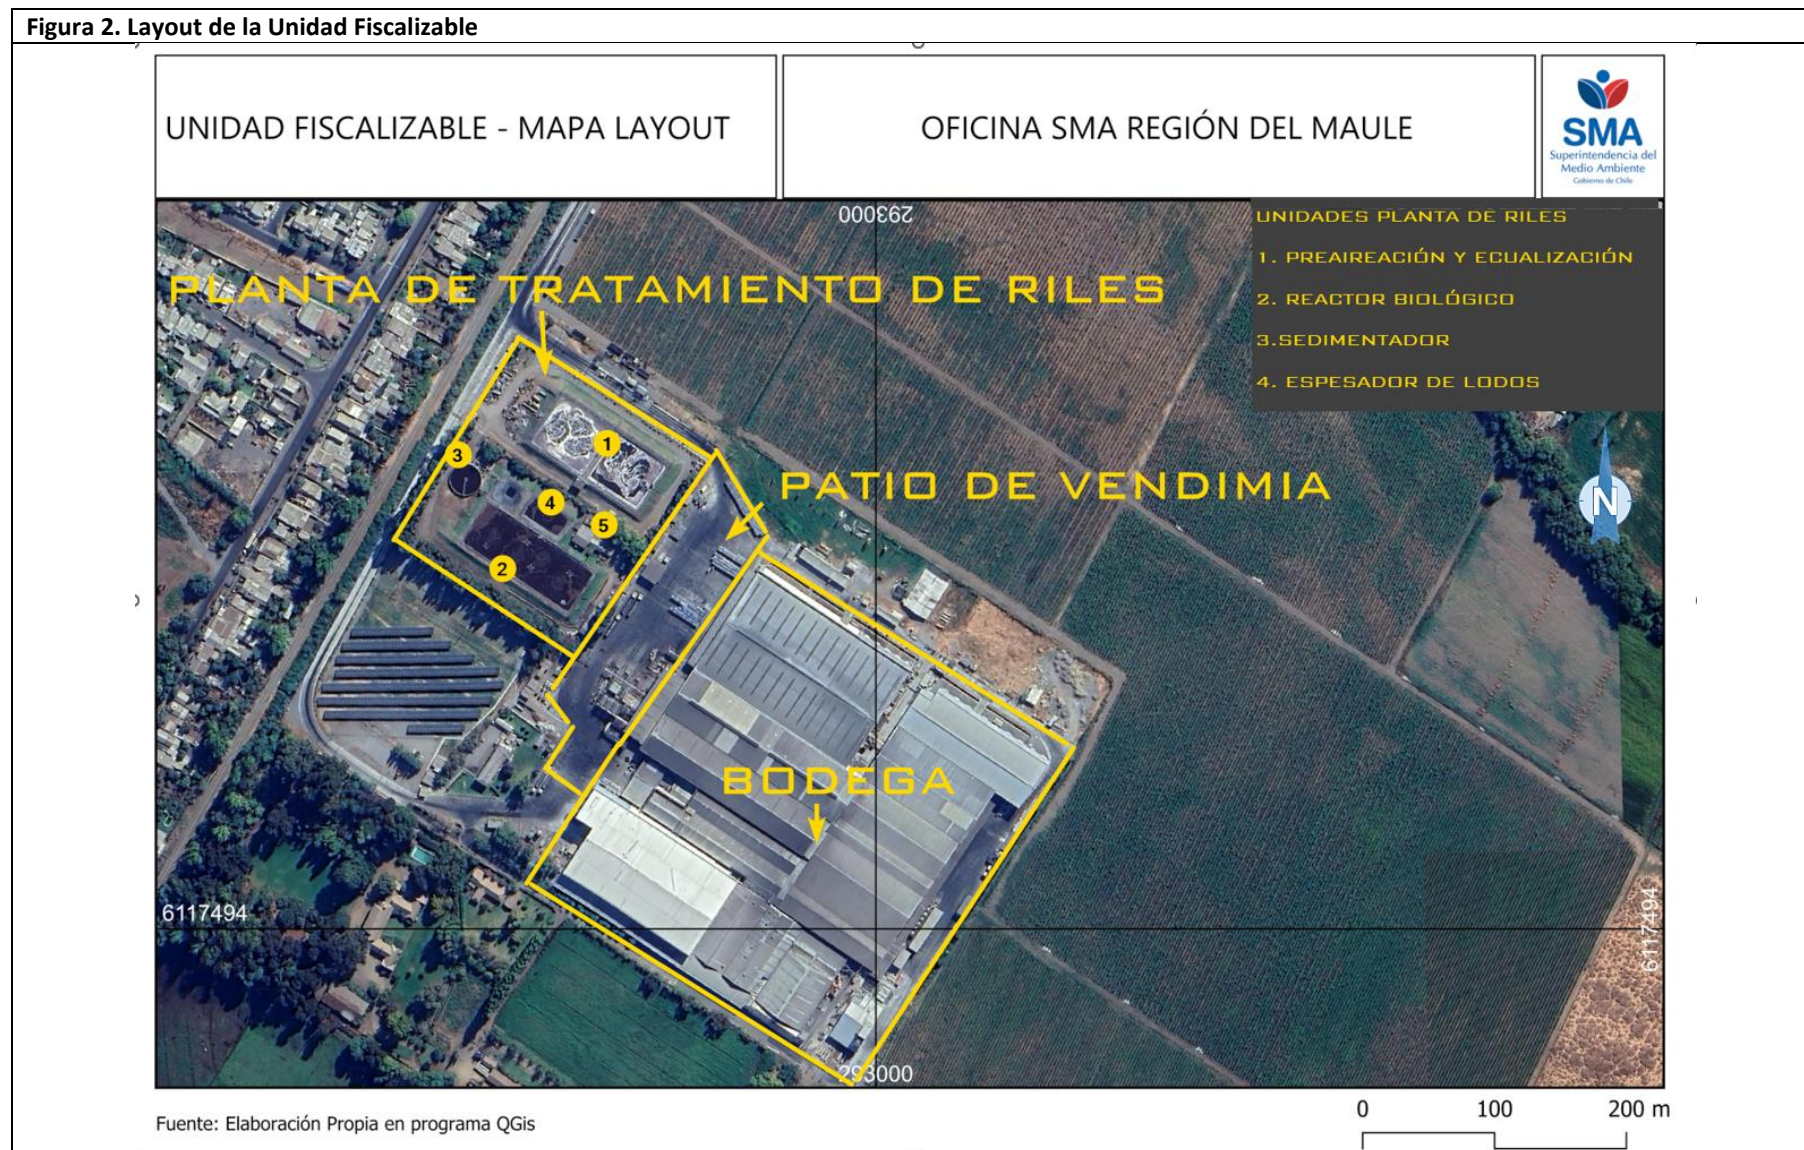 Figura 2. Layout de la Unidad Fiscalizable
UNIDAD FISCALIZABLE - MAPA LAYOUT
OFICINA SMA REGIÓN DEL MAULE
SMA
Superintendencia del
Medio Ambiente
Gobierno de Chile
293000
UNIDADES PLANTA DE RILES
1. PREAIREACIÓN Y ECUALIZACIÓN
2. REACTOR BIOLÓGICO
3.SEDIMENTADOR
4. ESPESADOR DE LODOS
PLANTA DE TRATAMIENTO DE RILES
1
3
PATIO DE VENDIMIA
4
5
N
2
BODEGA
6117494
6117494
293000
Fuente: Elaboración Propia en programa QGis
0 100 200 m